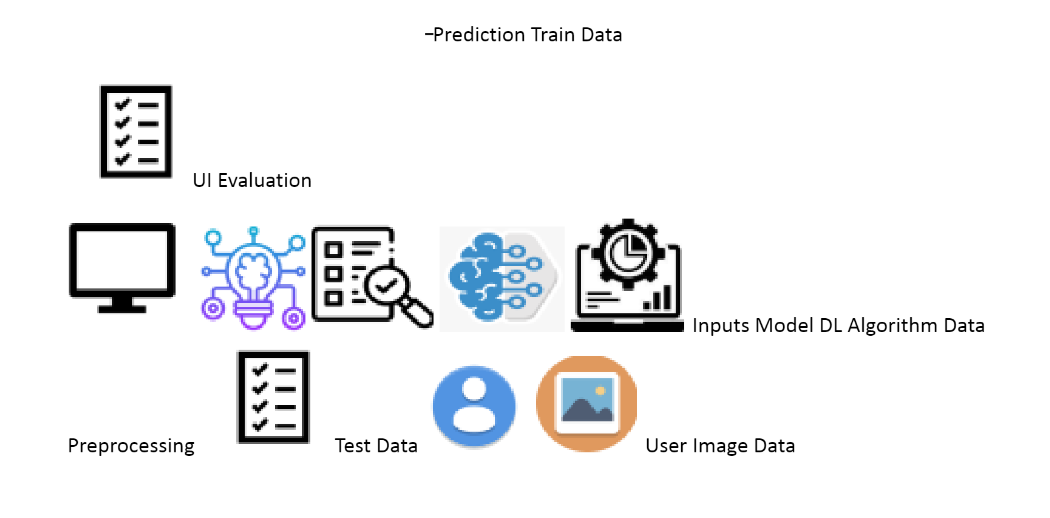 –Prediction Train Data
UI Evaluation
Inputs Model DL Algorithm Data
Preprocessing Test Data User Image Data